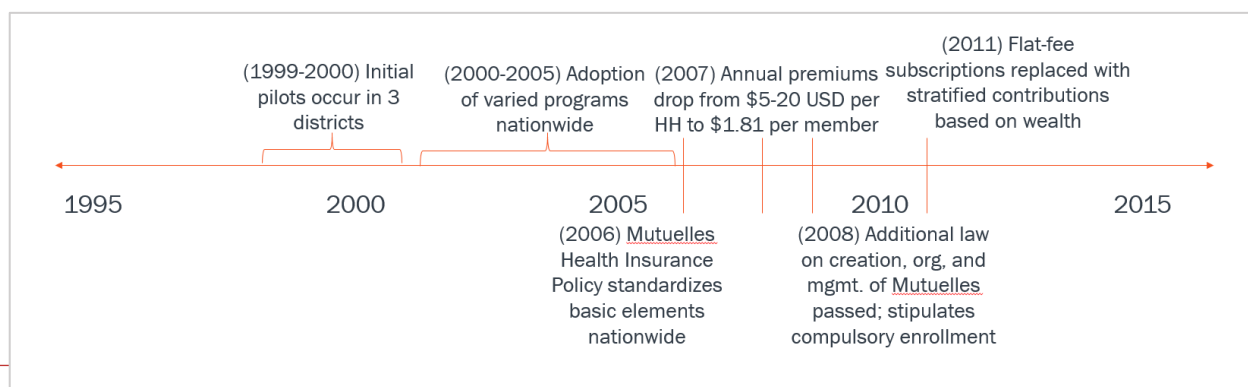 (1999-2000) Initial
pilots occur in 3
districts
(2000-2005) Adoption
of varied programs
nationwide
(2007) Annual premiums
drop from $5-20 USD per
HH to $1.81 per member
(2011) Flat-fee
subscriptions replaced with
stratified contributions
based on wealth
1995
2000
2005
2010
2015
(2006) Mutuelles
Health Insurance
Policy standardizes
basic elements
nationwide
(2008) Additional law
on creation, org, and
mgmt. of Mutuelles
passed; stipulates
compulsory enrollment